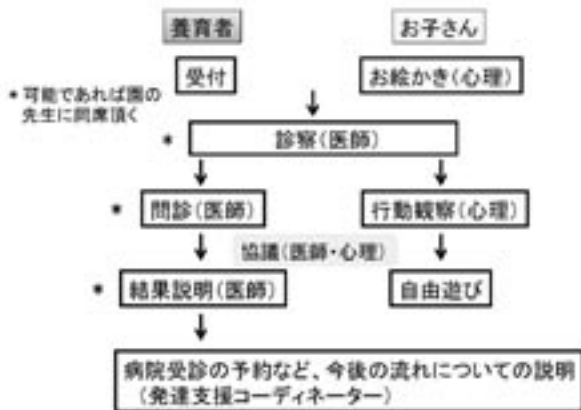 養育者
お子さん
受付
お絵かき(心理)
* 可能であれば園の
先生に同席頂く
* 診察(医師)
* 問診(医師)
行動観察(心理)
協議(医師・心理)
* 結果説明(医師)
自由遊び
病院受診の予約など、今後の流れについての説明
(発達支援コーディネーター)